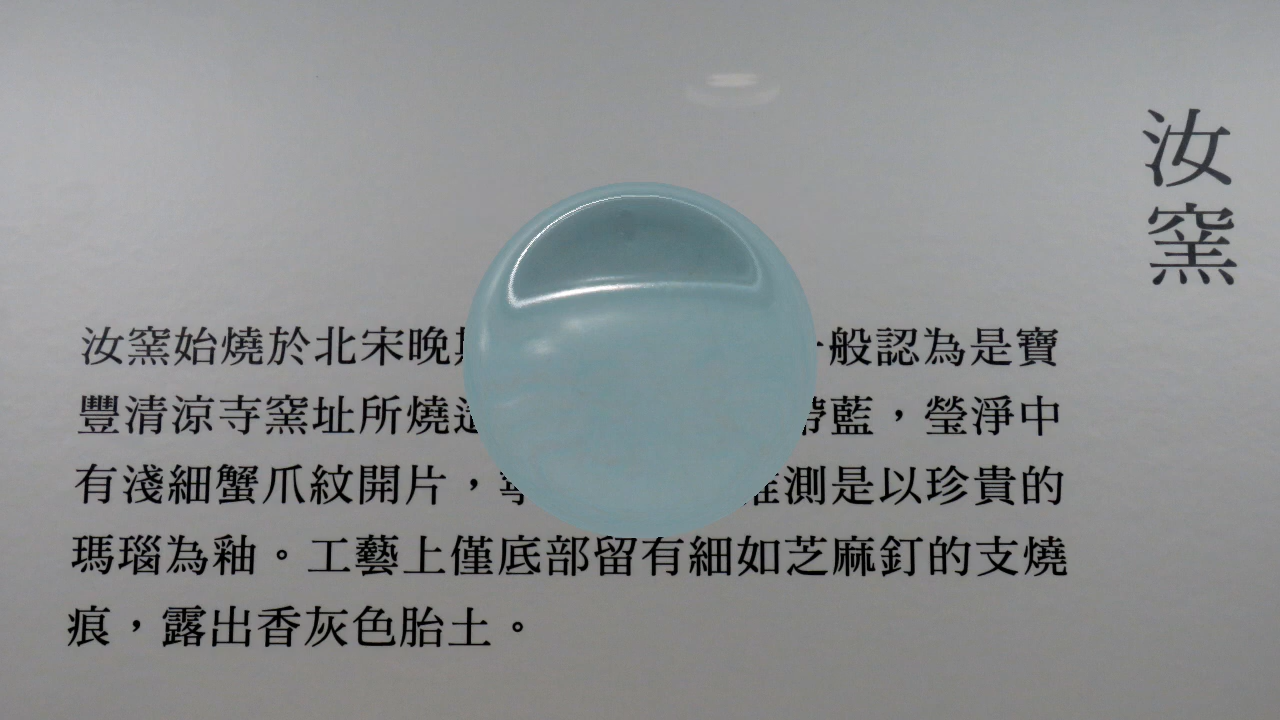 汝窯
汝窯始燒於北宋晚 般認為是寶
豐清涼寺窯址所燒 藍，瑩淨中
有淺細蟹爪紋開片， 測是以珍貴的
瑪瑙為釉。工藝上僅底部留有細如芝麻釘的支燒
痕，露出香灰色胎土。